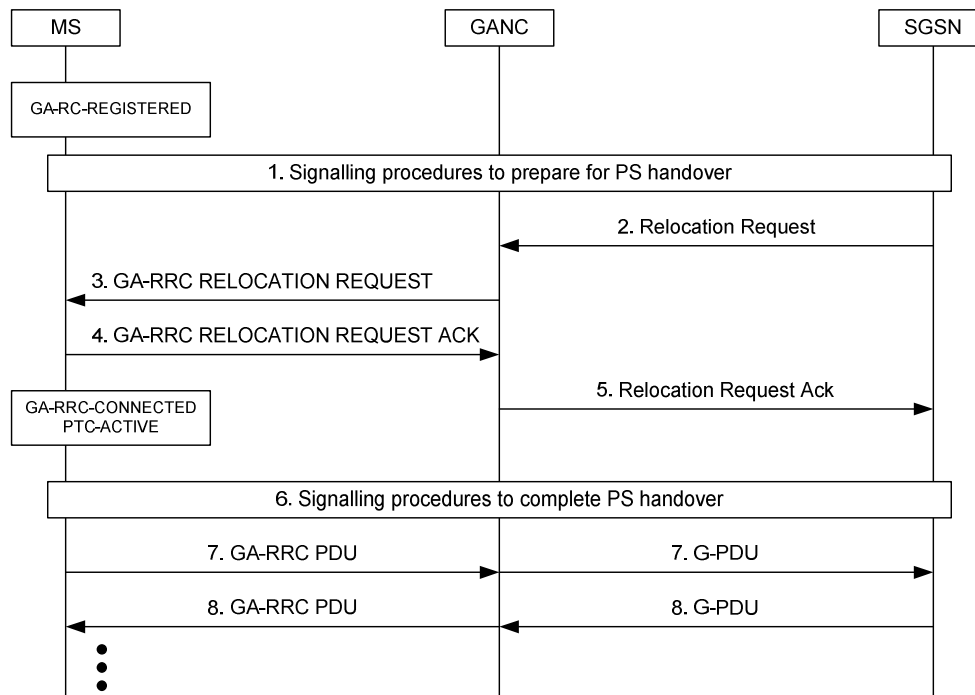 MS
GANC
SGSN
GA-RC-REGISTERED
1. Signalling procedures to prepare for PS handover
2. Relocation Request
3. GA-RRC RELOCATION REQUEST
4. GA-RRC RELOCATION REQUEST ACK
GA-RRC-CONNECTED
PTC-ACTIVE
5. Relocation Request Ack
6. Signalling procedures to complete PS handover
7. GA-RRC PDU
7. G-PDU
8. GA-RRC PDU
8. G-PDU